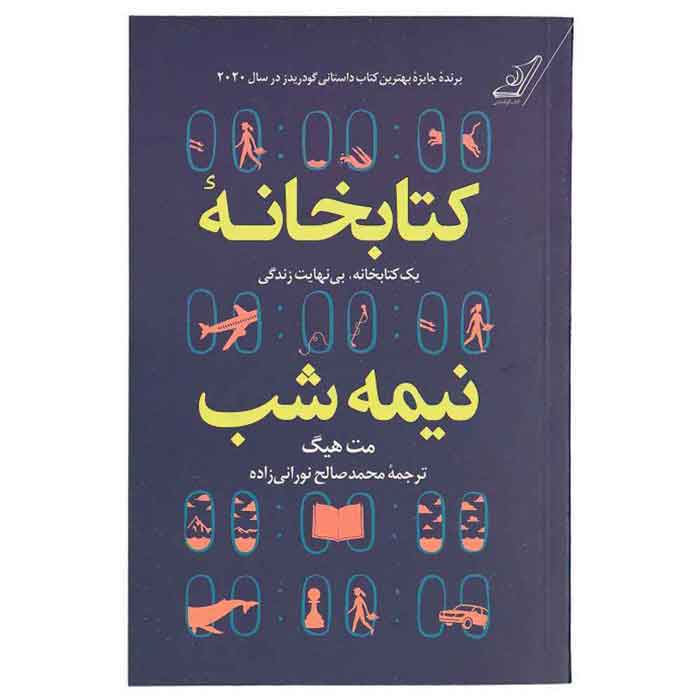 برندهٔ جایزهٔ بهترین کتاب داستانی گودریدز در سال ۲۰۲۰
کتابخانهٔ
یک کتابخانه، بی‌نهایت زندگی
نیمه شب
مت هیگ
ترجمهٔ محمدصالح نورانی‌زاده